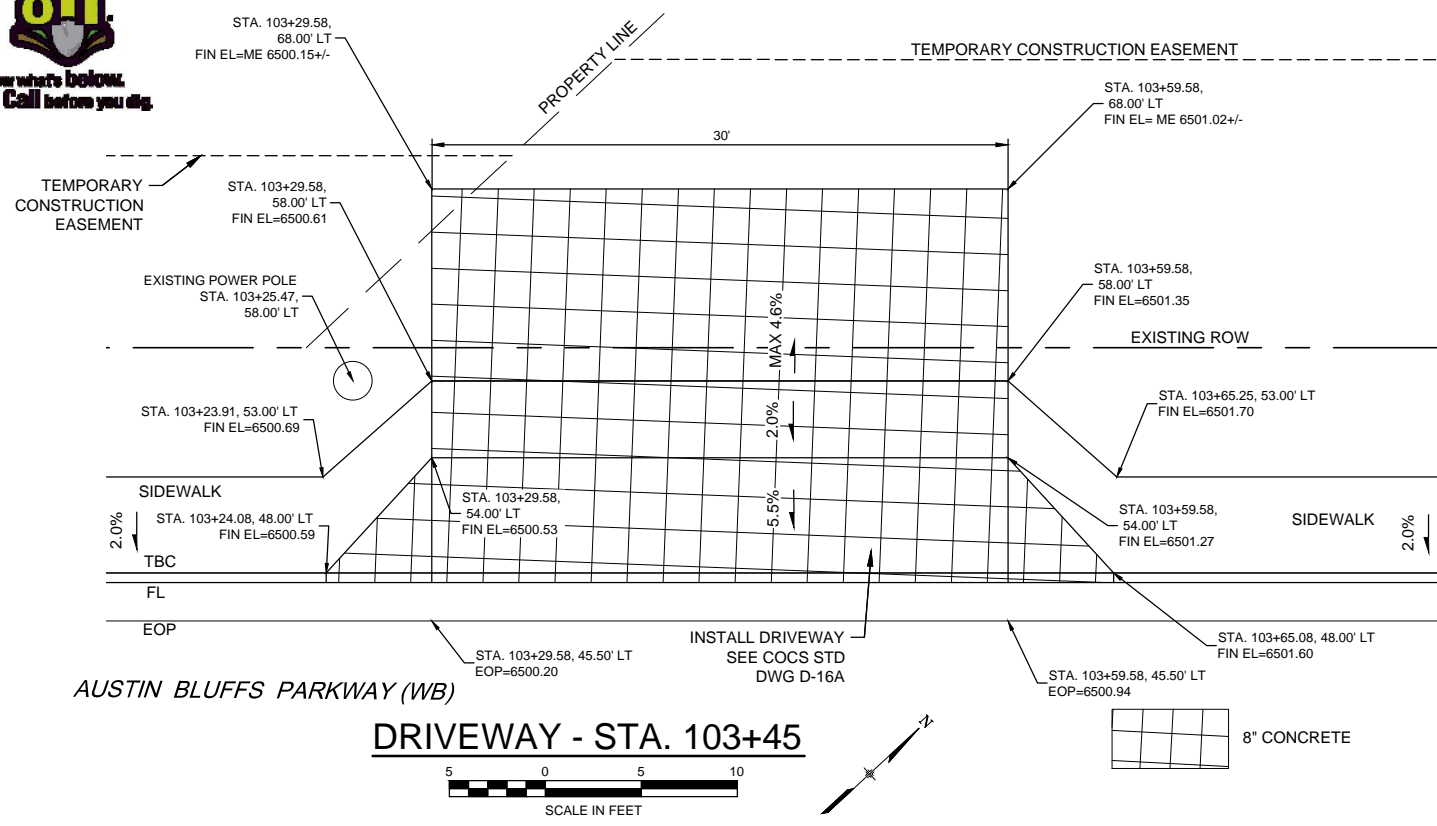 811.
Call before you dig.
STA. 103+29.58,
68.00' LT
FIN EL=ME 6500.15+/-
PROPERTY LINE
TEMPORARY CONSTRUCTION EASEMENT
STA. 103+59.58,
68.00' LT
FIN EL= ME 6501.02+/-
30'
TEMPORARY
CONSTRUCTION
EASEMENT
STA. 103+29.58,
58.00' LT
FIN EL=6500.61
EXISTING POWER POLE
STA. 103+25.47,
58.00' LT
STA. 103+59.58,
58.00' LT
FIN EL=6501.35
MAX 4.6%
EXISTING ROW
STA. 103+23.91, 53.00' LT
FIN EL=6500.69
2.0%
STA. 103+65.25, 53.00' LT
FIN EL=6501.70
SIDEWALK
2.0%
STA. 103+24.08, 48.00' LT
FIN EL=6500.59
STA. 103+29.58,
54.00' LT
FIN EL=6500.53
5.5%
STA. 103+59.58,
54.00' LT
FIN EL=6501.27
SIDEWALK
2.0%
TBC
FL
EOP
STA. 103+29.58, 45.50' LT
EOP=6500.20
INSTALL DRIVEWAY
SEE COCS STD
DWG D-16A
STA. 103+65.08, 48.00' LT
FIN EL=6501.60
STA. 103+59.58, 45.50' LT
EOP=6500.94
AUSTIN BLUFFS PARKWAY (WB)
DRIVEWAY - STA. 103+45
5 0 5 10
SCALE IN FEET
N
8" CONCRETE